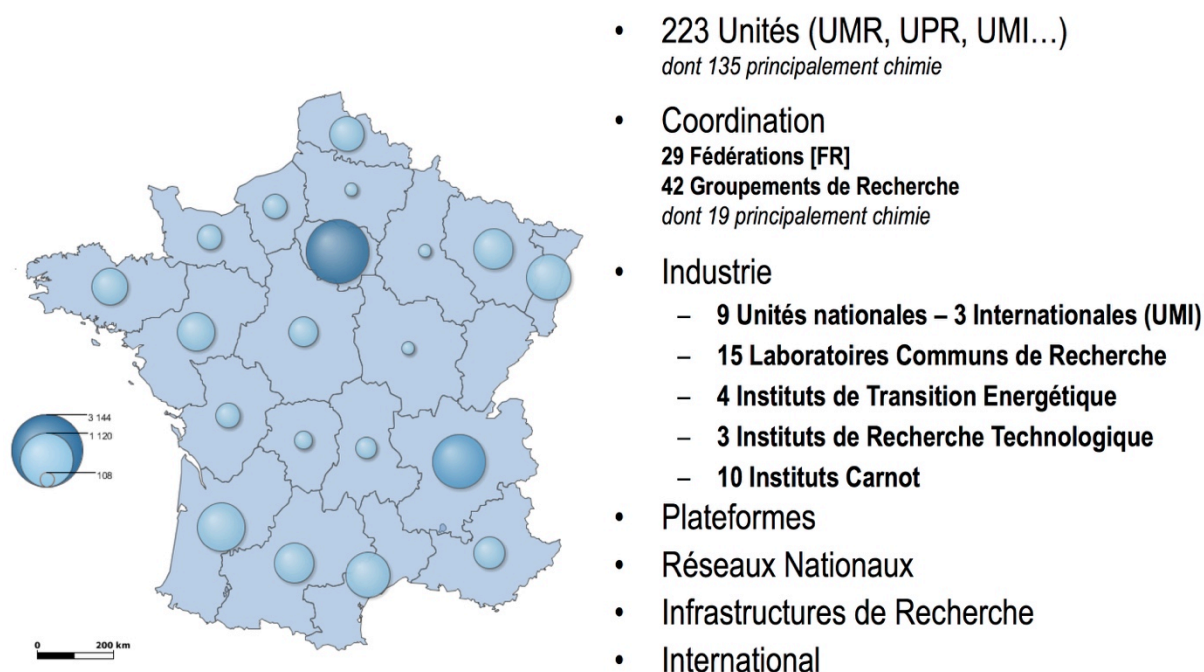 • 223 Unités (UMR, UPR, UMI…)
dont 135 principalement chimie
• Coordination
29 Fédérations [FR]
42 Groupements de Recherche
dont 19 principalement chimie
• Industrie
– 9 Unités nationales – 3 Internationales (UMI)
– 15 Laboratoires Communs de Recherche
– 4 Instituts de Transition Energétique
– 3 Instituts de Recherche Technologique
– 10 Instituts Carnot
• Plateformes
• Réseaux Nationaux
• Infrastructures de Recherche
• International
3 144
1 120
108
0 200 km